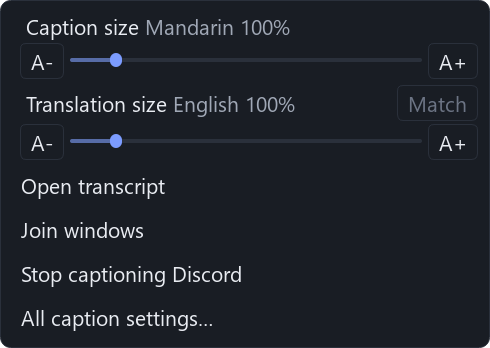 Caption size Mandarin 100%
A- A+
Translation size English 100% Match
A- A+
Open transcript
Join windows
Stop captioning Discord
All caption settings...